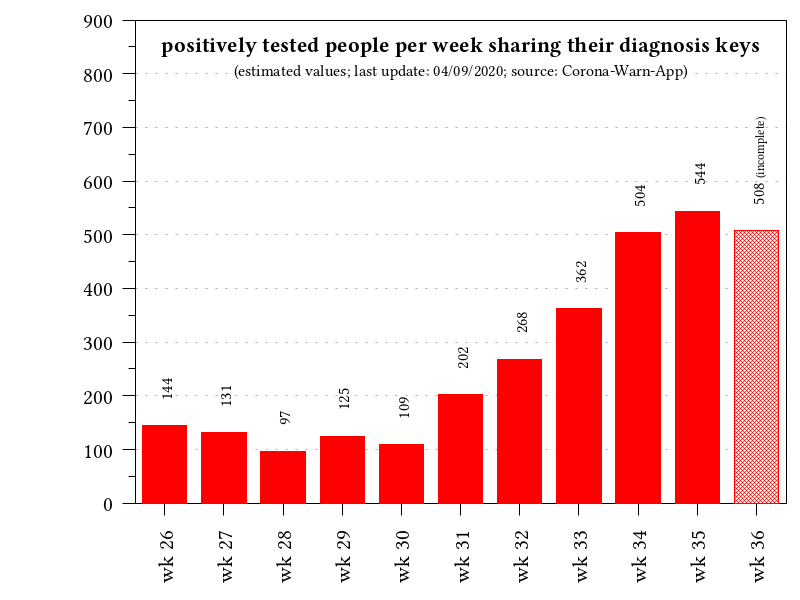 positively tested people per week sharing their diagnosis keys
(estimated values; last update: 04/09/2020; source: Corona-Warn-App)
900
800
700
600
500
400
300
200
100
0
144
131
97
125
109
202
268
362
504
544
508 (incomplete)
wk 26
wk 27
wk 28
wk 29
wk 30
wk 31
wk 32
wk 33
wk 34
wk 35
wk 36